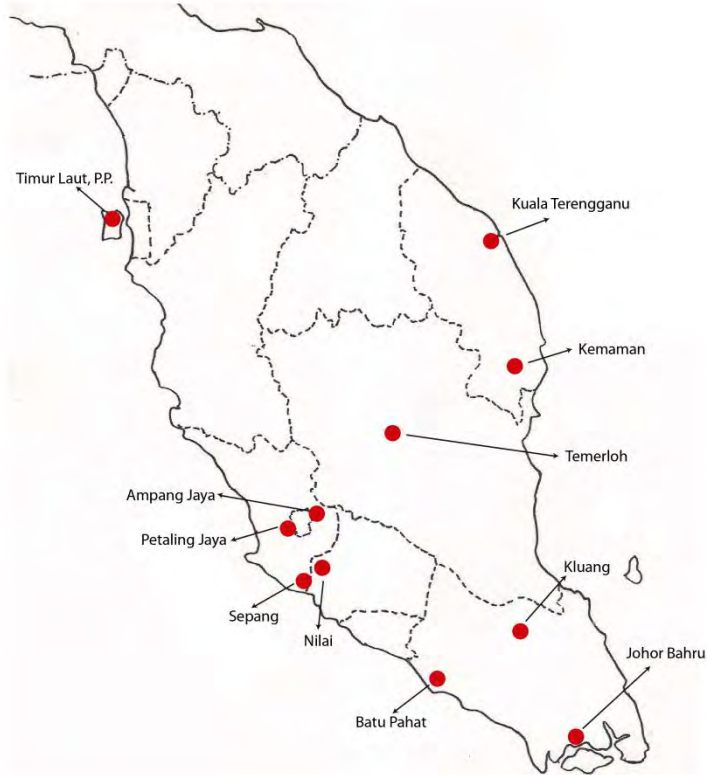 Timur Laut, P.P.
Kuala Terengganu
Kemaman
Temerloh
Ampang Jaya
Petaling Jaya
Kluang
Sepang
Nilai
Johor Bahru
Batu Pahat